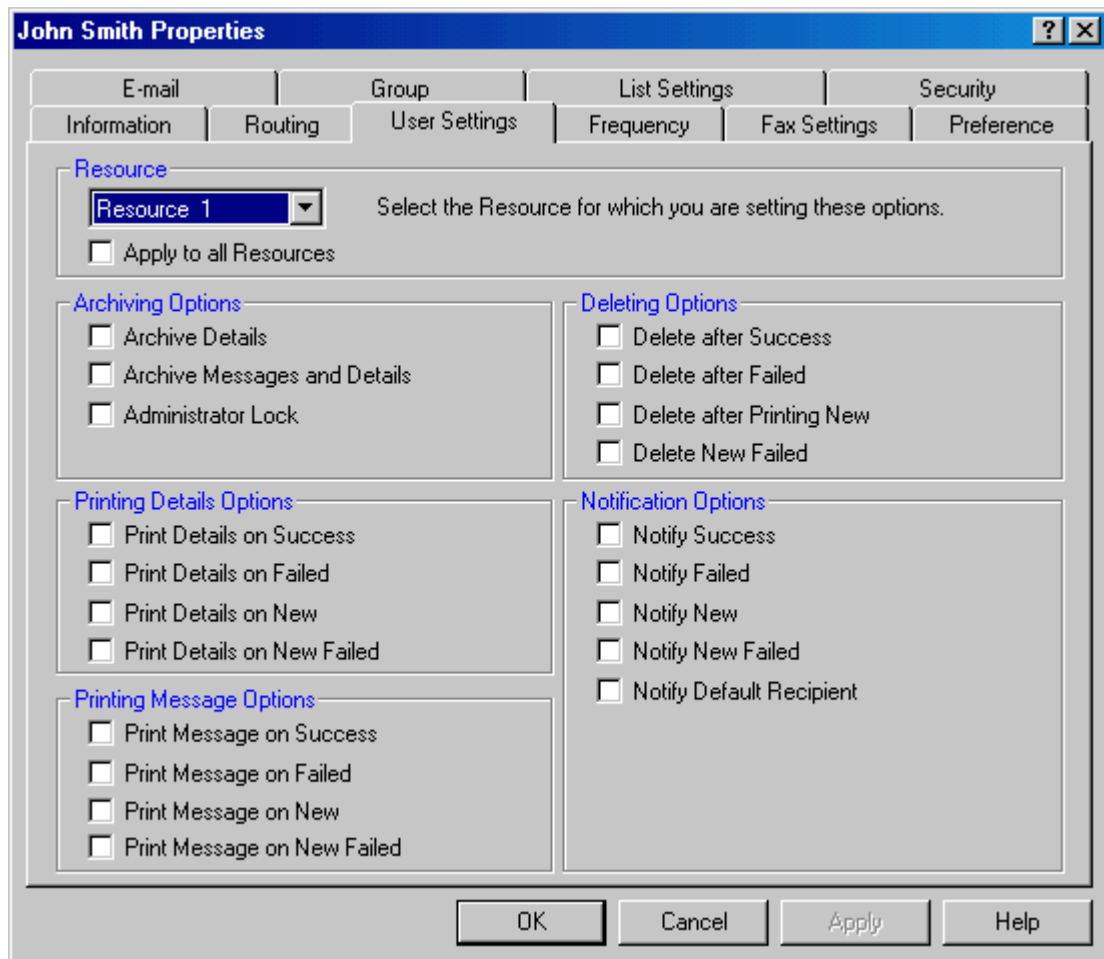 John Smith Properties
E-mail
Group
List Settings
Security
Information
Routing
User Settings
Frequency
Fax Settings
Preference
Resource
Resource 1
Select the Resource for which you are setting these options.
Apply to all Resources
Archiving Options
Archive Details
Archive Messages and Details
Administrator Lock
Deleting Options
Delete after Success
Delete after Failed
Delete after Printing New
Delete New Failed
Printing Details Options
Print Details on Success
Print Details on Failed
Print Details on New
Print Details on New Failed
Notification Options
Notify Success
Notify Failed
Notify New
Notify New Failed
Notify Default Recipient
Printing Message Options
Print Message on Success
Print Message on Failed
Print Message on New
Print Message on New Failed
OK
Cancel
Apply
Help